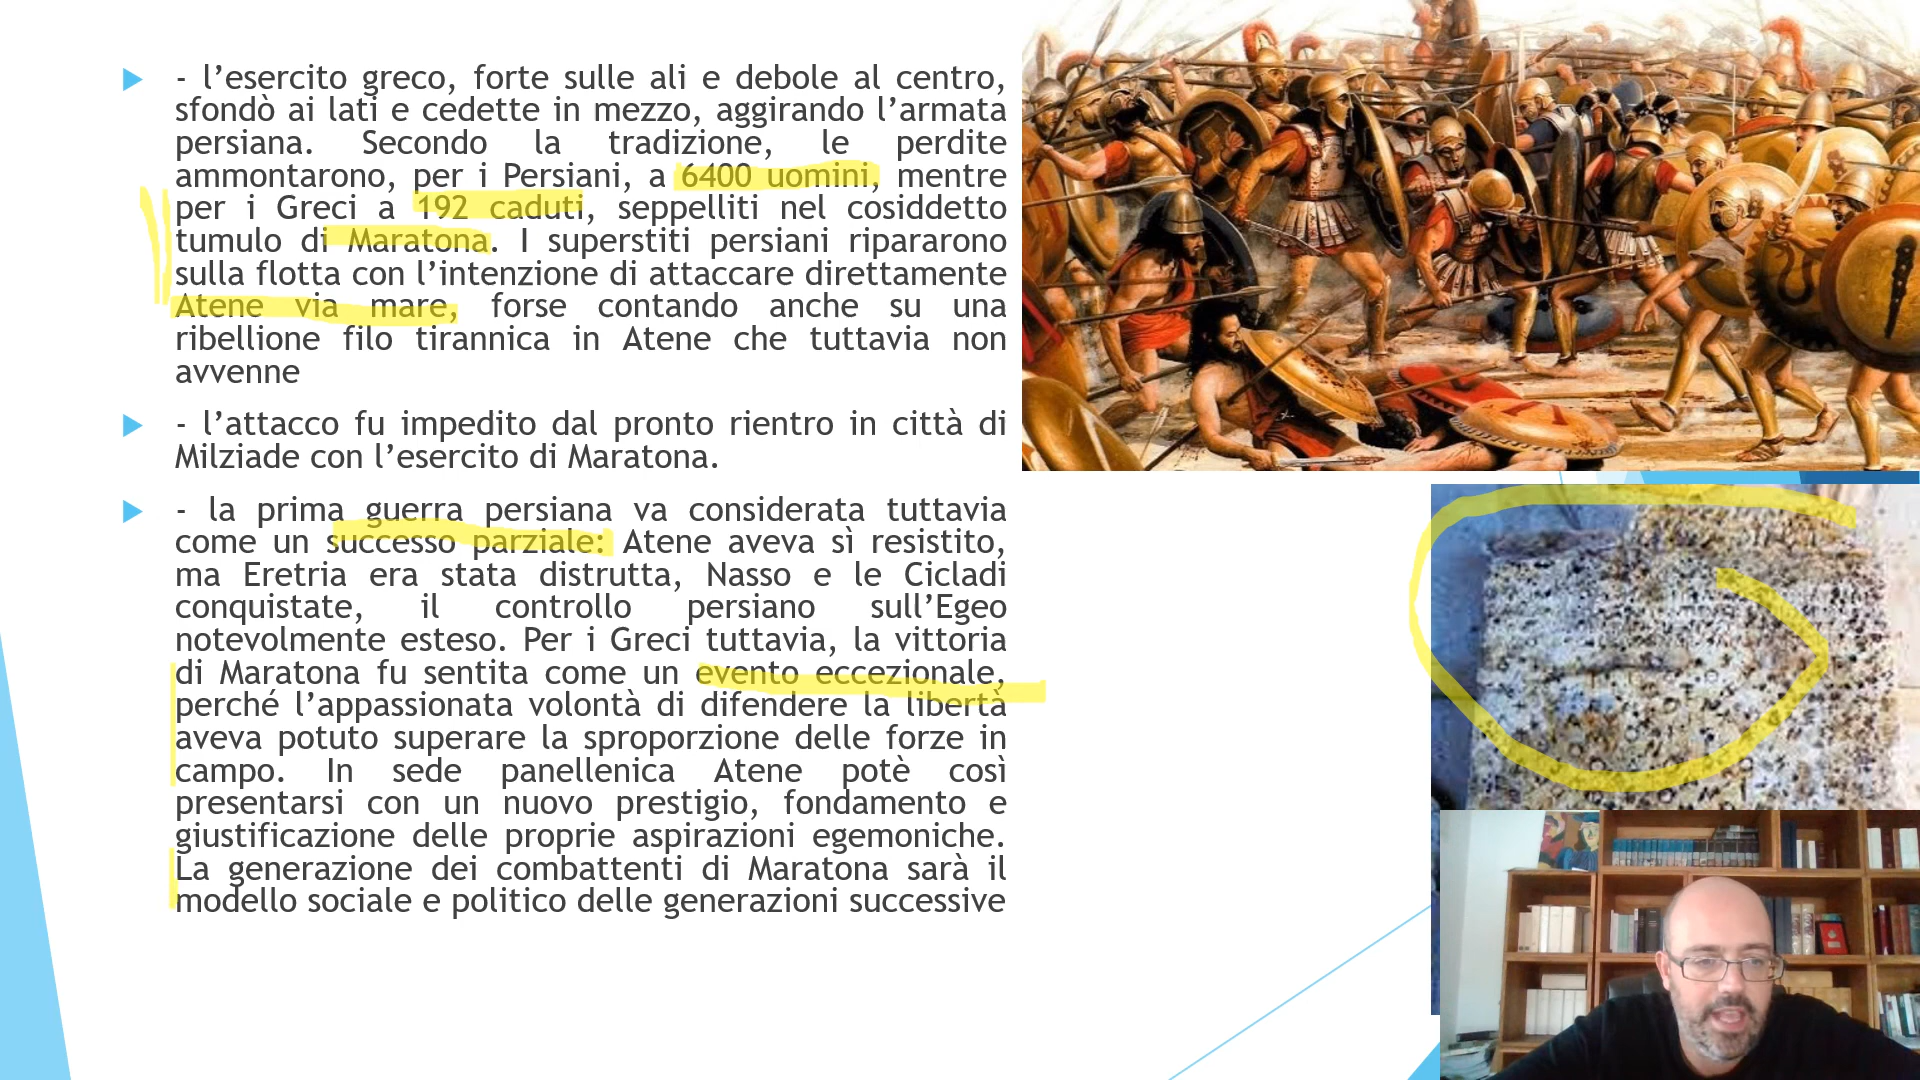 - l’esercito greco, forte sulle ali e debole al centro,
sfondò ai lati e cedette in mezzo, aggirando l’armata
persiana. Secondo la tradizione, le perdite
ammontarono, per i Persiani, a 6400 uomini, mentre
per i Greci a 192 caduti, seppelliti nel cosiddetto
tumulo di Maratona. I superstiti persiani ripararono
sulla flotta con l’intenzione di attaccare direttamente
Atene via mare, forse contando anche su una
ribellione filo tirannica in Atene che tuttavia non
avvenne
- l’attacco fu impedito dal pronto rientro in città di
Milziade con l’esercito di Maratona.
- la prima guerra persiana va considerata tuttavia
come un successo parziale: Atene aveva sì resistito,
ma Eretria era stata distrutta, Nasso e le Cicladi
conquistate, il controllo persiano sull’Egeo
notevolmente esteso. Per i Greci tuttavia, la vittoria
di Maratona fu sentita come un evento eccezionale,
perché l’appassionata volontà di difendere la libertà
aveva potuto superare la sproporzione delle forze in
campo. In sede panellenica Atene potè così
presentarsi con un nuovo prestigio, fondamento e
giustificazione delle proprie aspirazioni egemoniche.
La generazione dei combattenti di Maratona sarà il
modello sociale e politico delle generazioni successive